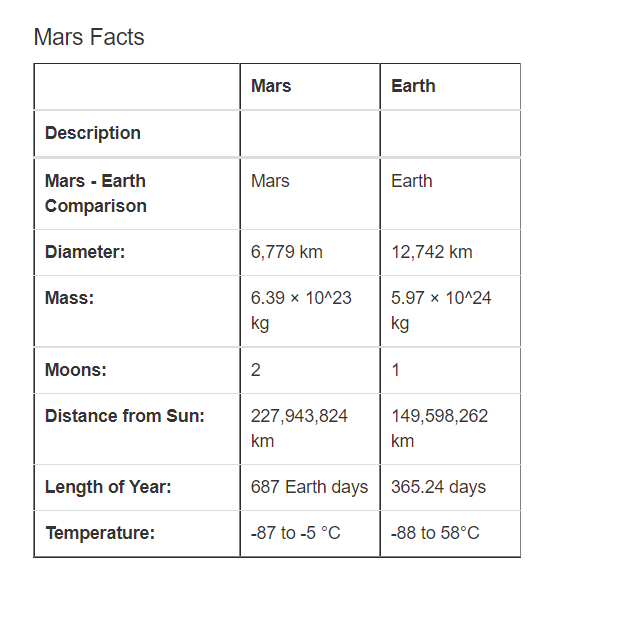 Mars Facts
Mars Earth
Description
Mars - Earth Mars Earth
Comparison
Diameter: 6,779 km 12,742 km
Mass: 6.39 × 10^23 5.97 × 10^24
kg kg
Moons: 2 1
Distance from Sun: 227,943,824 149,598,262
km km
Length of Year: 687 Earth days 365.24 days
Temperature: -87 to -5 °C -88 to 58°C